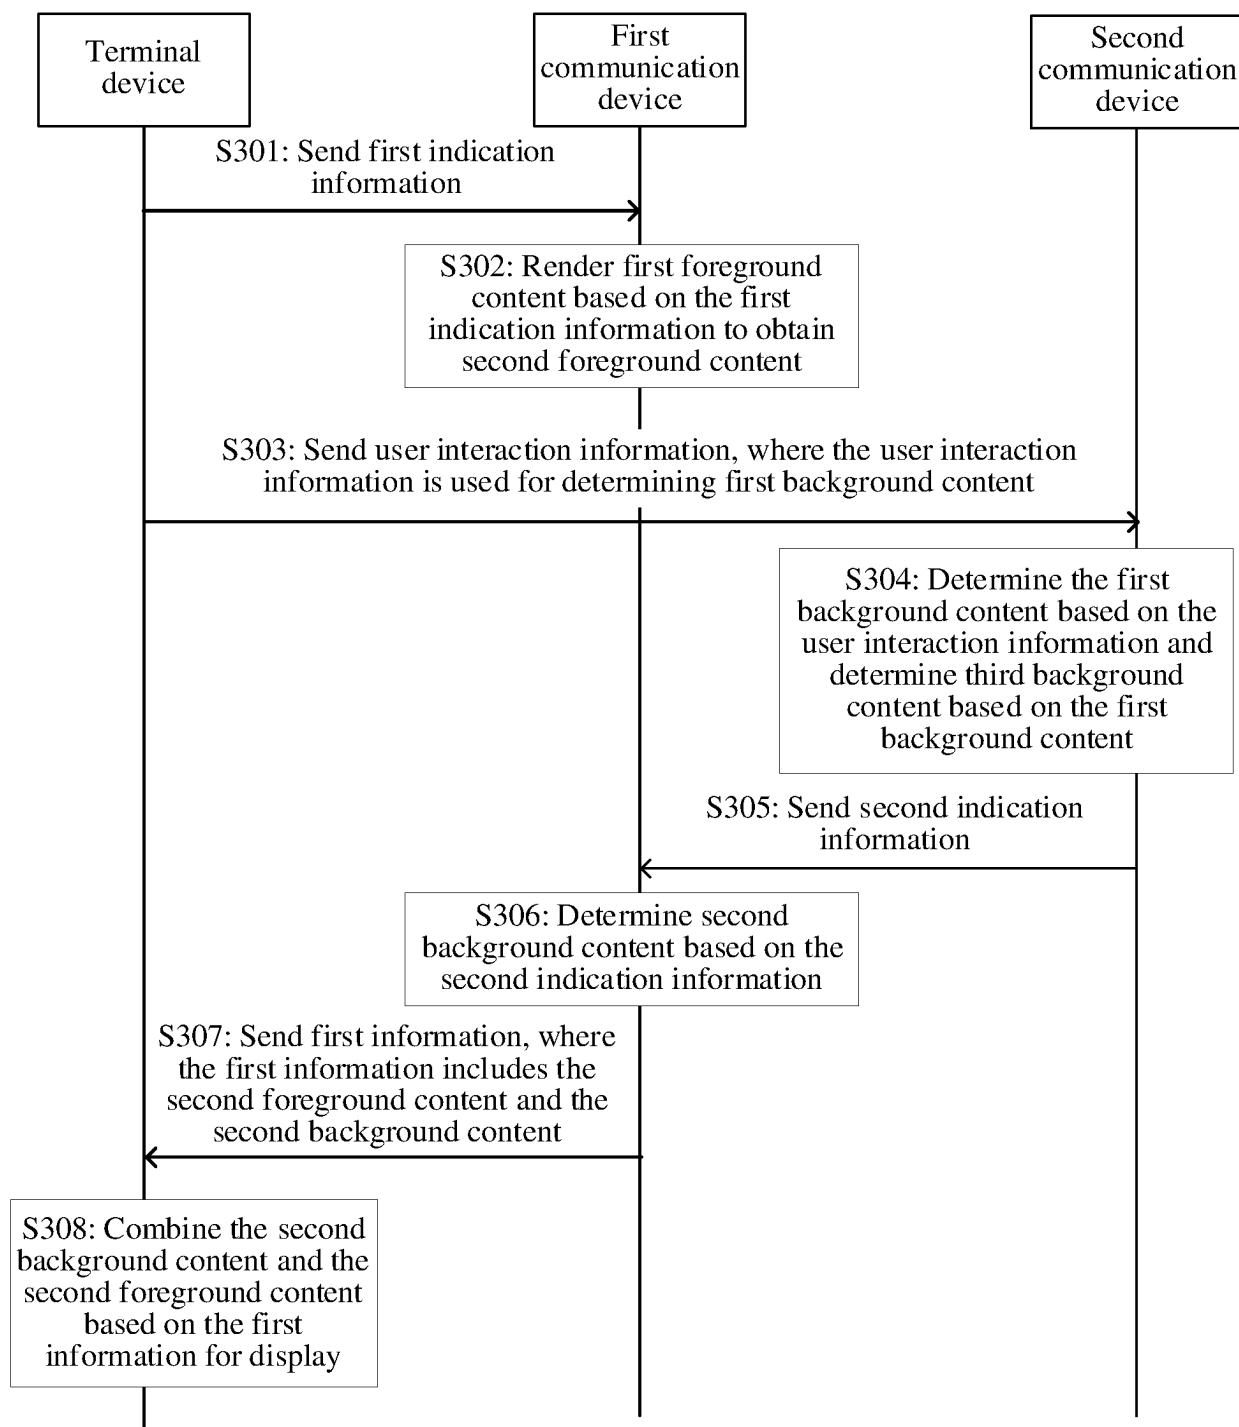 Terminal
device
First
communication
device
Second
communication
device
S301: Send first indication
information
S302: Render first foreground
content based on the first
indication information to obtain
second foreground content
S303: Send user interaction information, where the user interaction
information is used for determining first background content
S304: Determine the first
background content based on the
user interaction information and
determine third background
content based on the first
background content
S305: Send second indication
information
S306: Determine second
background content based on the
second indication information
S307: Send first information, where
the first information includes the
second foreground content and the
second background content
S308: Combine the second
background content and the
second foreground content
based on the first
information for display